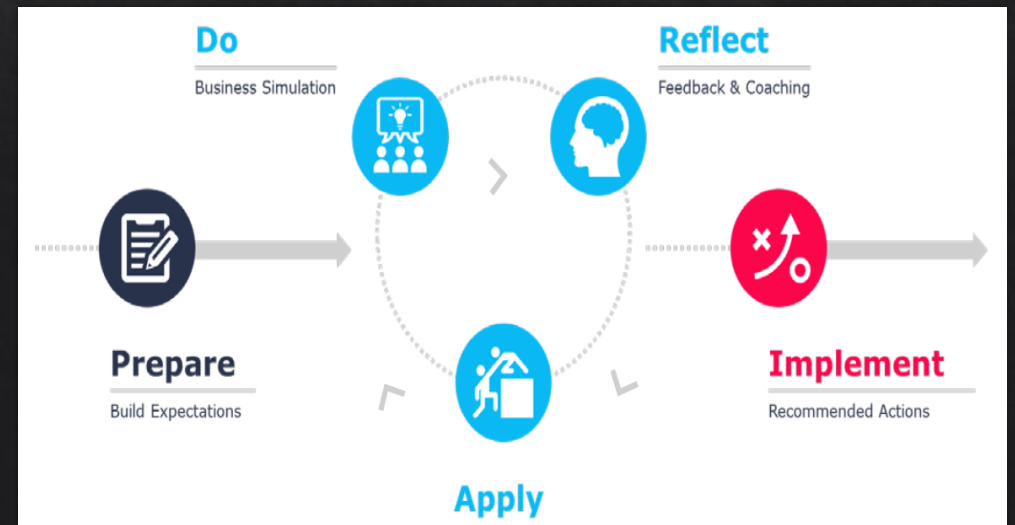 Do
Business Simulation
Reflect
Feedback & Coaching
Prepare
Build Expectations
Implement
Recommended Actions
Apply